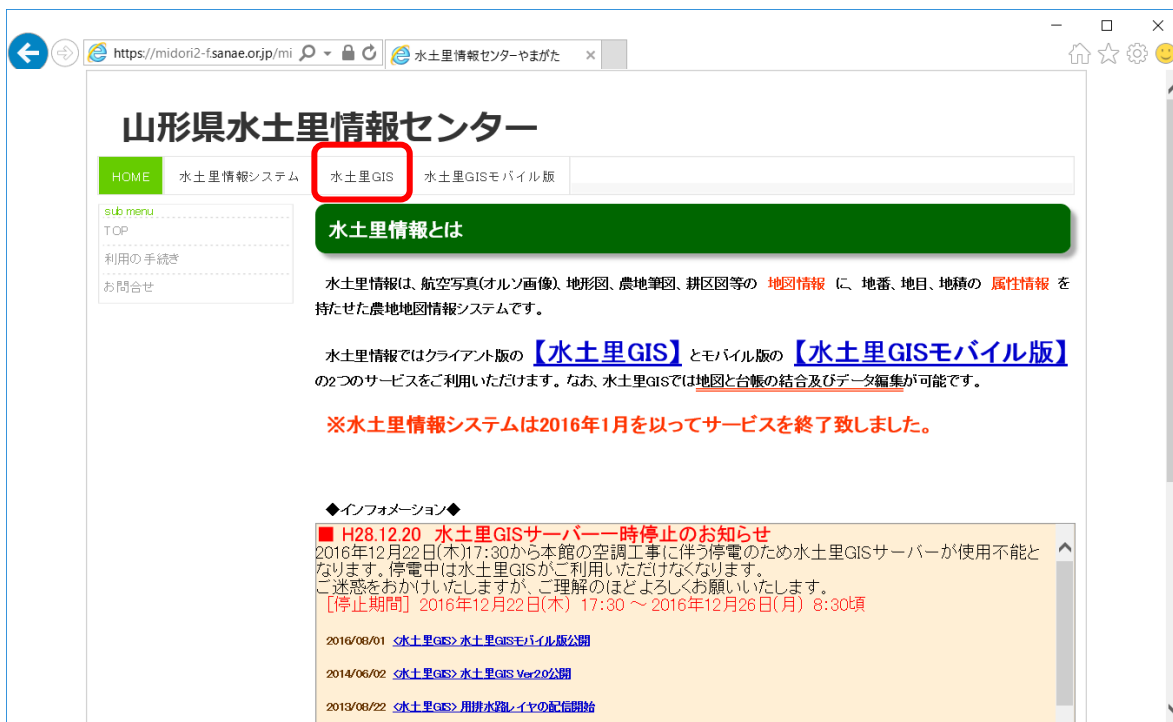 https://midori2-f.sanae.or.jp/mi
水土里情報センターやまがた
山形県水土里情報センター
HOME 水土里情報システム 水土里GIS 水土里GISモバイル版
sub menu
TOP
利用の手続き
お問合せ
水土里情報とは
水土里情報は、航空写真(オルソ画像)、地形図、農地筆図、耕区図等の 地図情報 に、地番、地目、地積の 属性情報 を
持たせた農地地図情報システムです。
水土里情報ではクライアント版の 【水土里GIS】 とモバイル版の 【水土里GISモバイル版】
の2つのサービスをご利用いただけます。なお、水土里GISでは地図と台帳の結合及びデータ編集が可能です。
※水土里情報システムは2016年1月を以ってサービスを終了致しました。
◆インフォメーション◆
■ H28.12.20 水土里GISサーバー一時停止のお知らせ
2016年12月22日(木)17:30から本館の空調工事に伴う停電のため水土里GISサーバーが使用不能と
なります。停電中は水土里GISがご利用いただけなくなります。
ご迷惑をおかけいたしますが、ご理解のほどよろしくお願いいたします。
［停止期間］2016年12月22日(木) 17:30 ～ 2016年12月26日(月) 8:30頃
2016/08/01 <水土里GIS> 水土里GISモバイル版公開
2014/06/02 <水土里GIS> 水土里GIS Ver2.0公開
2013/08/22 <水土里GIS> 用排水路レイヤの配信開始